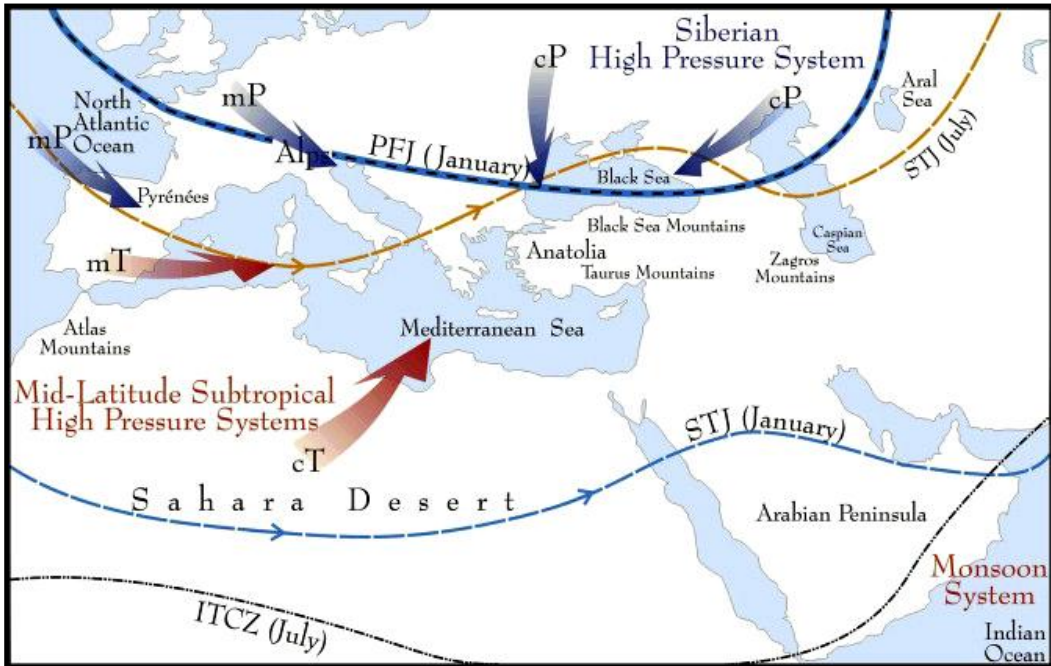 Siberian
High Pressure System
cP
cP
mP
North
Atlantic
Ocean
mP
Aral
Sea
Alps
PFJ (January)
STJ (July)
Black Sea
Pyrénées
Black Sea Mountains
Caspian
Sea
Anatolia
Taurus Mountains
Zagros
Mountains
mT
Atlas
Mountains
Mediterranean Sea
Mid-Latitude Subtropical
High Pressure Systems
cT
STJ (January)
Sahara Desert
Arabian Peninsula
Monsoon
System
ITCZ (July)
Indian
Ocean